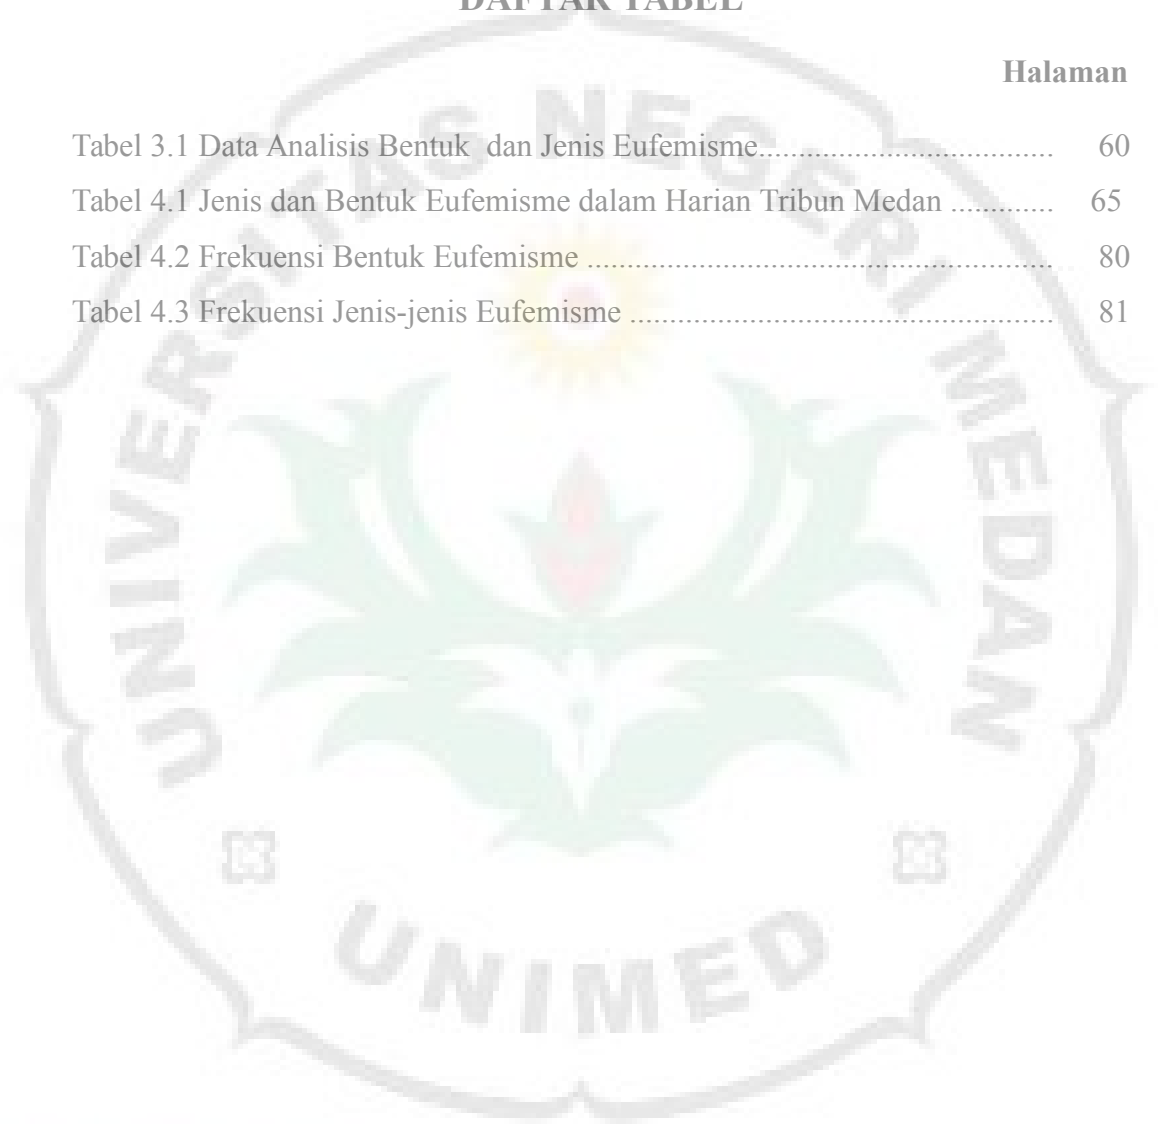 DAFTAR TABEL
Halaman
Tabel 3.1 Data Analisis Bentuk  dan Jenis Eufemisme..................................... 60
Tabel 4.1 Jenis dan Bentuk Eufemisme dalam Harian Tribun Medan ............. 65
Tabel 4.2 Frekuensi Bentuk Eufemisme ........................................................... 80
Tabel 4.3 Frekuensi Jenis-jenis Eufemisme ...................................................... 81
UNIVERSITAS NEGERI MEDAN
UNIMED